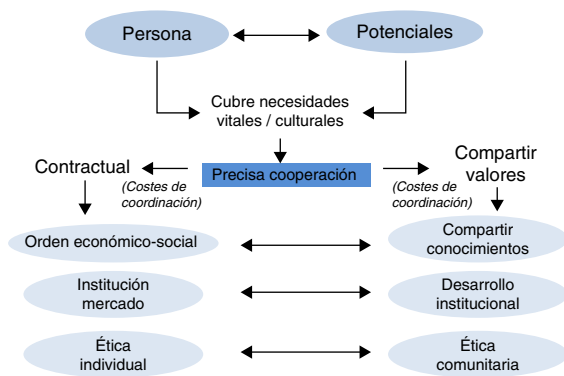 Persona
Potenciales
Cubre necesidades
vitales / culturales
Contractual
Precisa cooperación
Compartir
valores
(Costes de
coordinación)
(Costes de
coordinación)
Orden económico-social
Compartir
conocimientos
Institución
mercado
Desarrollo
institucional
Ética
individual
Ética
comunitaria